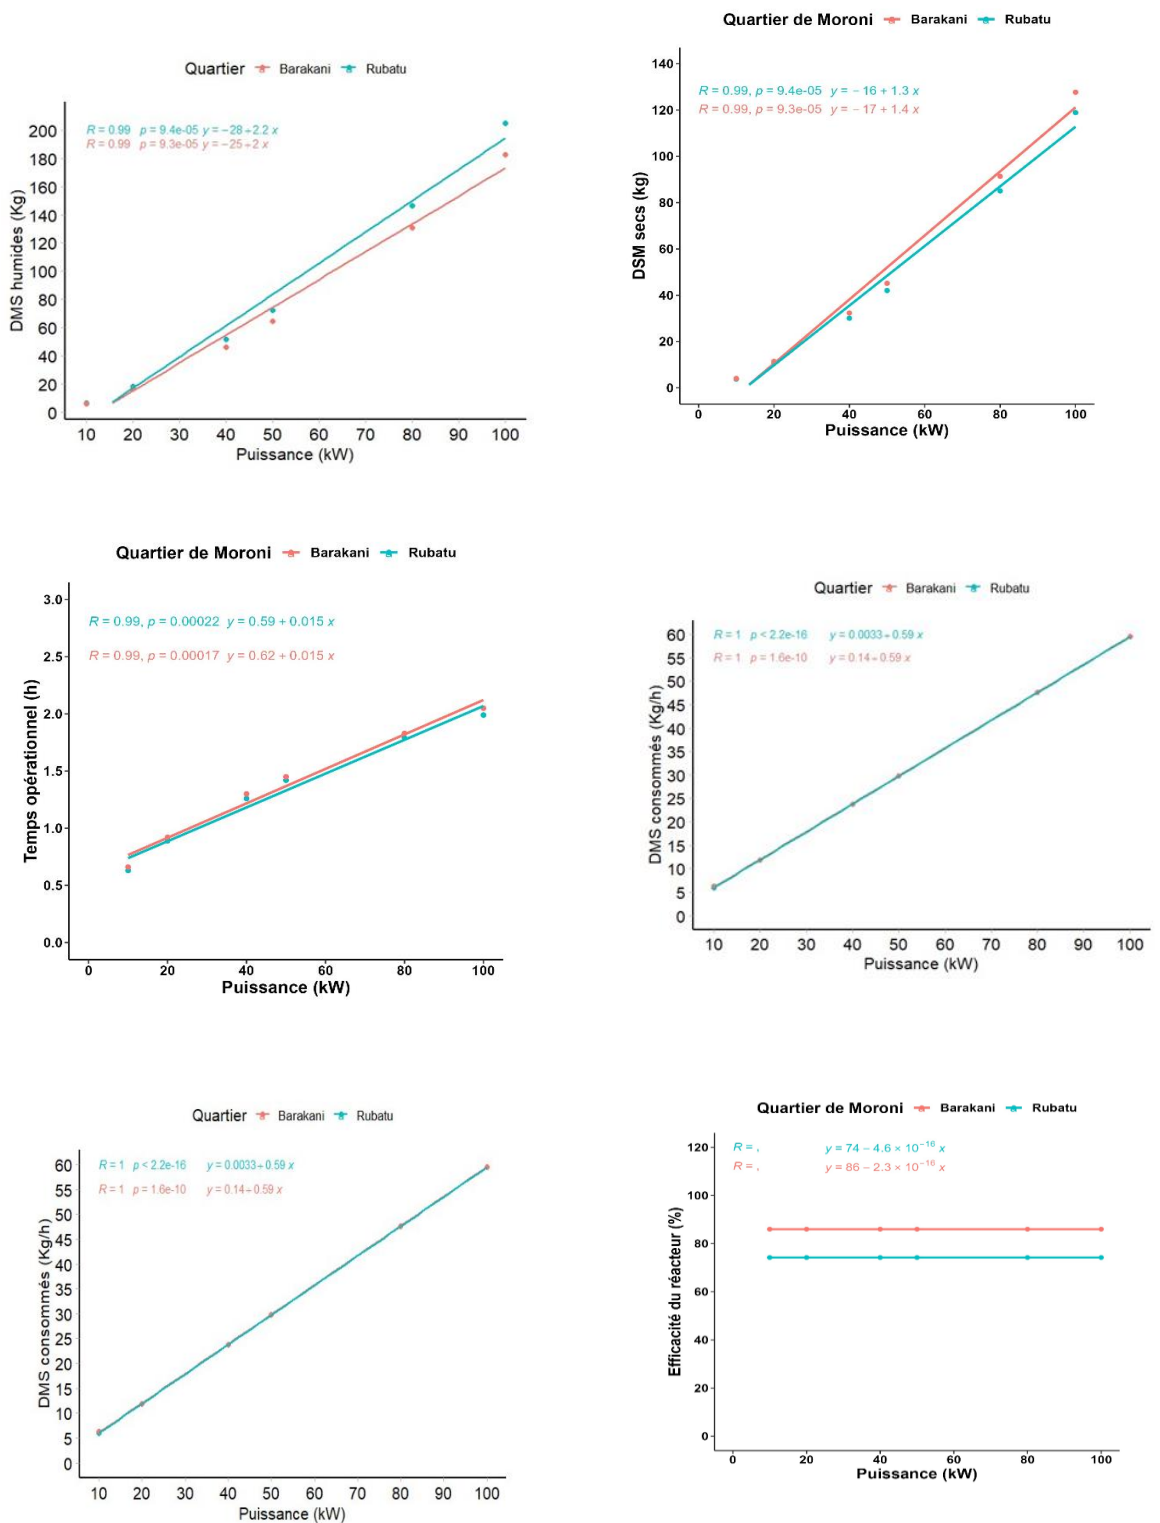 Quartier Barakani Rubatu
R = 0.99 p = 9.4e-05 y = −28+2.2 x
R = 0.99 p = 9.3e-05 y = −25+2 x
DMS humides (Kg)
200
180
160
140
120
100
80
60
40
20
0
10 20 30 40 50 60 70 80 90 100
Puissance (kW)
Quartier de Moroni Barakani Rubatu
R = 0.99, p = 9.4e-05 y = − 16 + 1.3 x
R = 0.99, p = 9.3e-05 y = − 17 + 1.4 x
DSM secs (kg)
140
120
100
80
60
40
20
0
0 20 40 60 80 100
Puissance (kW)
Quartier de Moroni Barakani Rubatu
R = 0.99, p = 0.00022 y = 0.59 + 0.015 x
R = 0.99, p = 0.00017 y = 0.62 + 0.015 x
Temps opérationnel (h)
3.0
2.5
2.0
1.5
1.0
0.5
0.0
0 20 40 60 80 100
Puissance (kW)
Quartier Barakani Rubatu
R = 1 p < 2.2e-16 y = 0.0033+0.59 x
R = 1 p = 1.6e-10 y = 0.14+0.59 x
DMS consommés (Kg/h)
60
55
50
45
40
35
30
25
20
15
10
5
0
10 20 30 40 50 60 70 80 90 100
Puissance (kW)
Quartier Barakani Rubatu
R = 1 p < 2.2e-16 y = 0.0033+0.59 x
R = 1 p = 1.6e-10 y = 0.14+0.59 x
DMS consommés (Kg/h)
60
55
50
45
40
35
30
25
20
15
10
5
0
10 20 30 40 50 60 70 80 90 100
Puissance (kW)
Quartier de Moroni Barakani Rubatu
R = , y = 74 − 4.6 × 10⁻¹⁶ x
R = , y = 86 − 2.3 × 10⁻¹⁶ x
Efficacité du réacteur (%)
120
100
80
60
40
20
0
0 20 40 60 80 100
Puissance (kW)